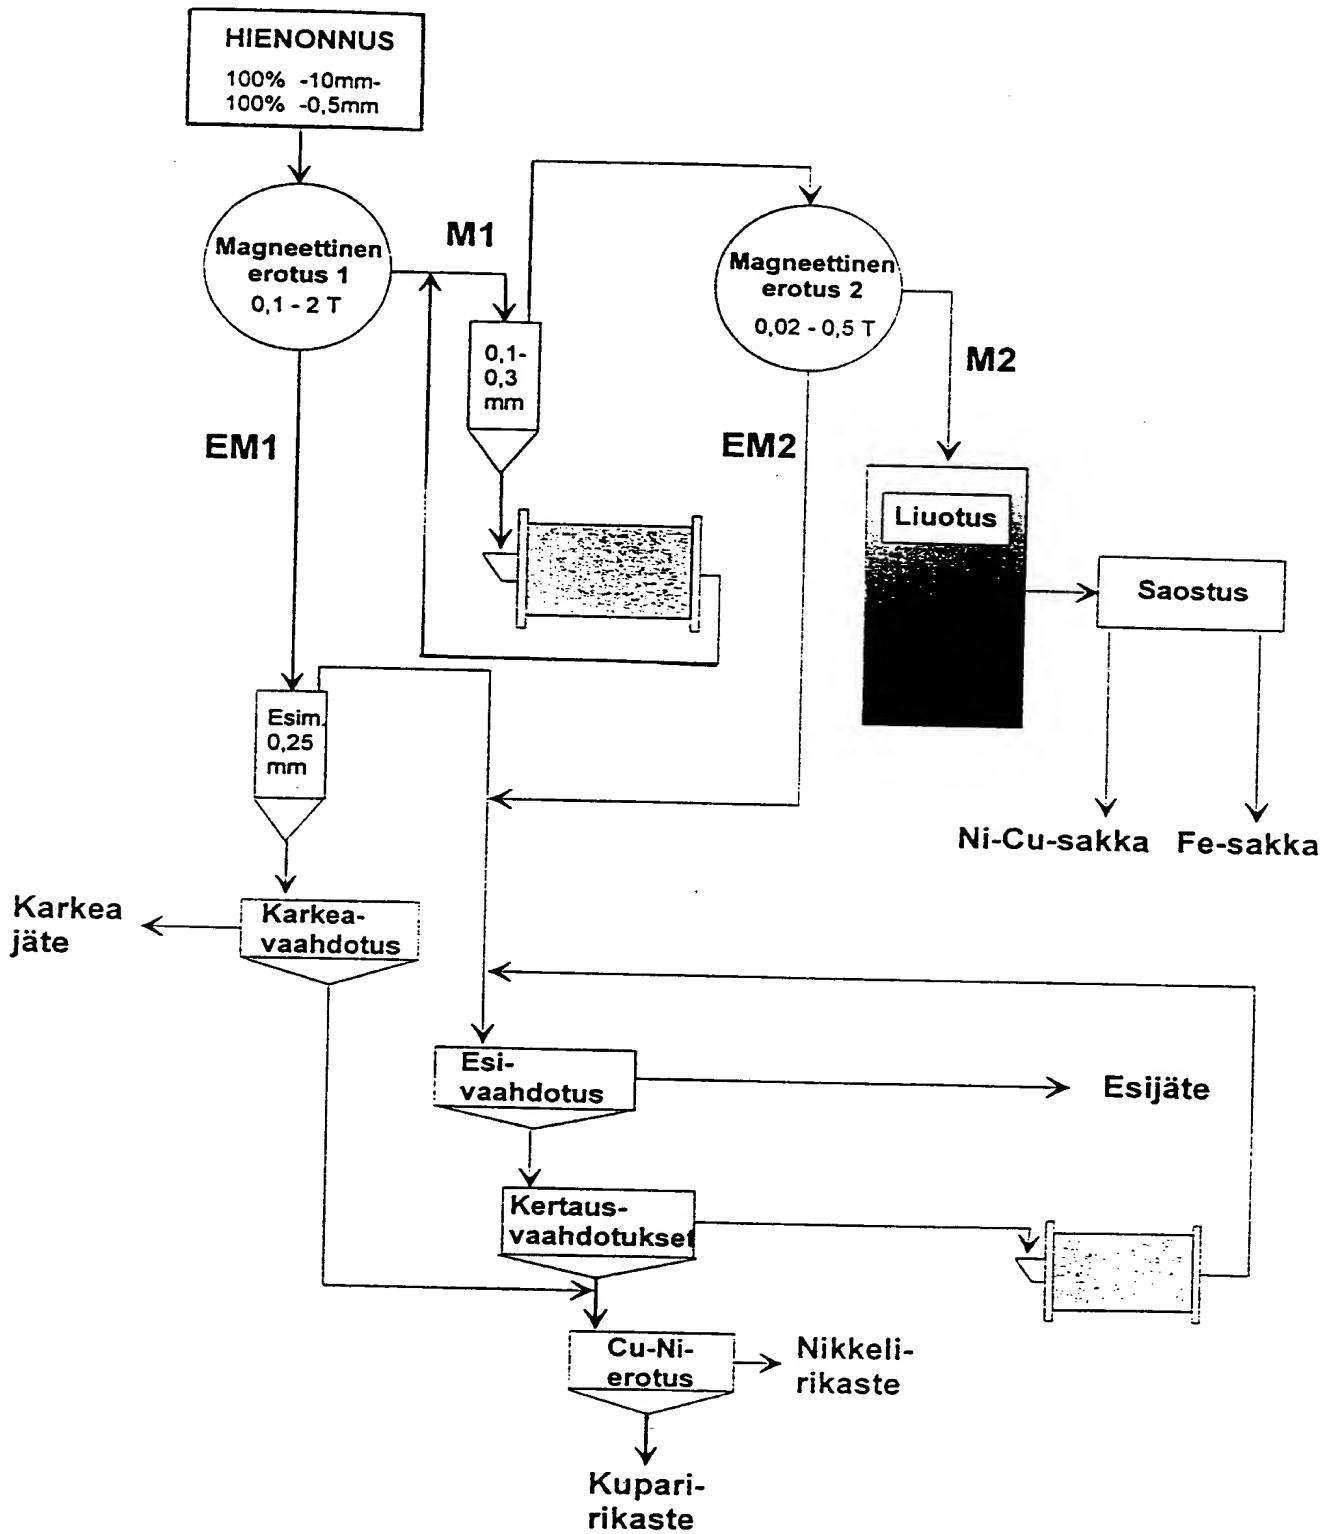 HIENONNUS
100% -10mm-
100% -0,5mm
Magneettinen
erotus 1
0,1 - 2 T
M1
Magneettinen
erotus 2
0,02 - 0,5 T
0,1-
0,3
mm
M2
EM1
EM2
Liuotus
Saostus
Esim.
0,25
mm
Ni-Cu-sakka
Fe-sakka
Karkea
jäte
Karkea-
vaahdotus
Esi-
vaahdotus
Esijäte
Kertaus-
vaahdotukset
Cu-Ni-
erotus
Nikkeli-
rikaste
Kupari-
rikaste